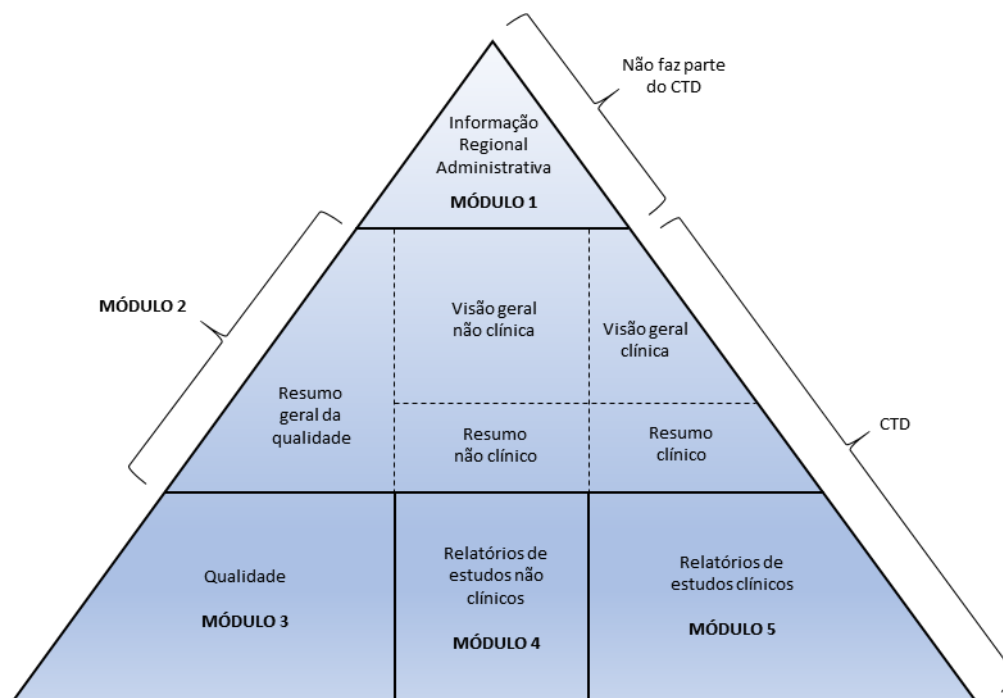 Não faz parte
do CTD
Informação
Regional
Administrativa
MÓDULO 1
MÓDULO 2
Visão geral
não clínica
Visão geral
clínica
Resumo
geral da
qualidade
Resumo
não clínico
Resumo
clínico
CTD
Qualidade
MÓDULO 3
Relatórios de
estudos não
clínicos
MÓDULO 4
Relatórios de
estudos clínicos
MÓDULO 5